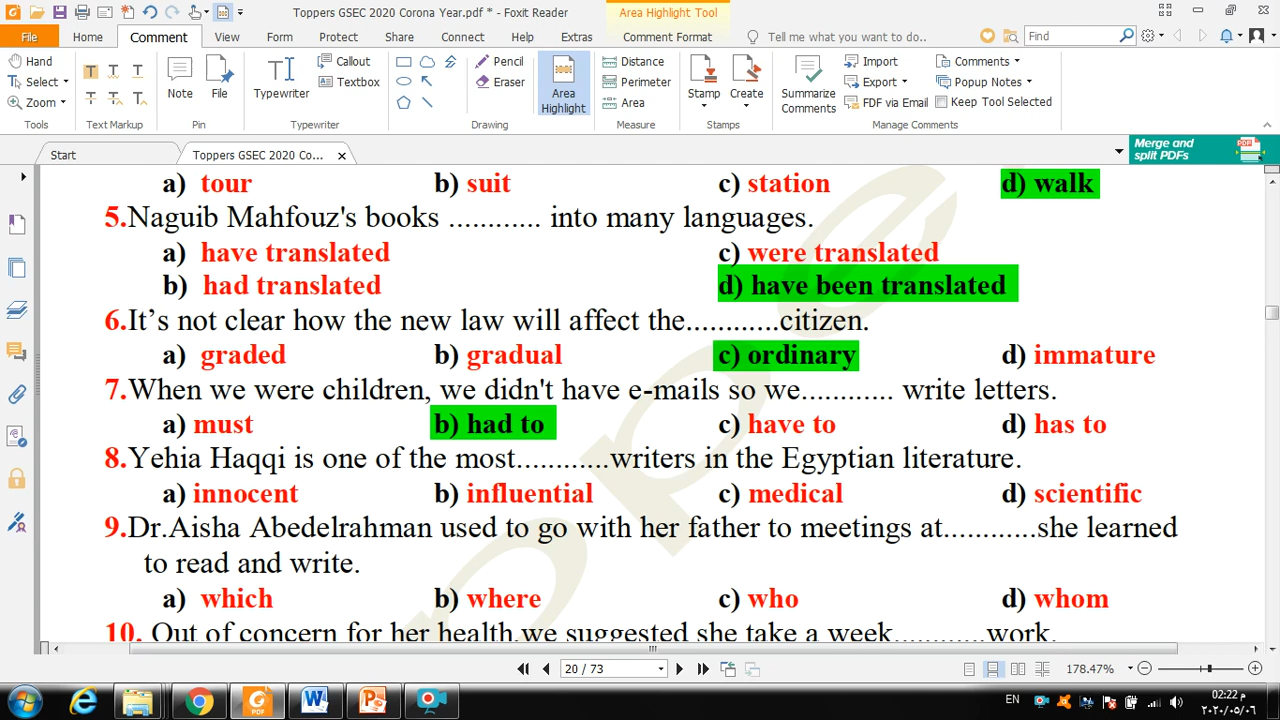 Toppers GSEC 2020 Corona Year.pdf * - Foxit Reader
Area Highlight Tool
File Home Comment View Form Protect Share Connect Help Extras Comment Format Tell me what you want to do.. Find
Hand
Select
Zoom
Tools
Text Markup
Note
File
Pin
Typewriter
Callout
Textbox
Typewriter
Pencil
Eraser
Drawing
Area Highlight
Distance
Perimeter
Area
Measure
Stamp
Create
Stamps
Summarize Comments
Import
Export
FDF via Email
Comments
Popup Notes
Keep Tool Selected
Manage Comments
Start
Toppers GSEC 2020 Co...
Merge and
split PDFs
a) tour b) suit c) station d) walk
5.Naguib Mahfouz's books ............ into many languages.
a) have translated c) were translated
b) had translated d) have been translated
6.It’s not clear how the new law will affect the............citizen.
a) graded b) gradual c) ordinary d) immature
7.When we were children, we didn't have e-mails so we............ write letters.
a) must b) had to c) have to d) has to
8.Yehia Haqqi is one of the most............writers in the Egyptian literature.
a) innocent b) influential c) medical d) scientific
9.Dr.Aisha Abedelrahman used to go with her father to meetings at............she learned
to read and write.
a) which b) where c) who d) whom
10. Out of concern for her health,we suggested she take a week............work.
20 / 73
178.47%
EN
02:22 م
٢٠٢٠/٠٥/٠٦